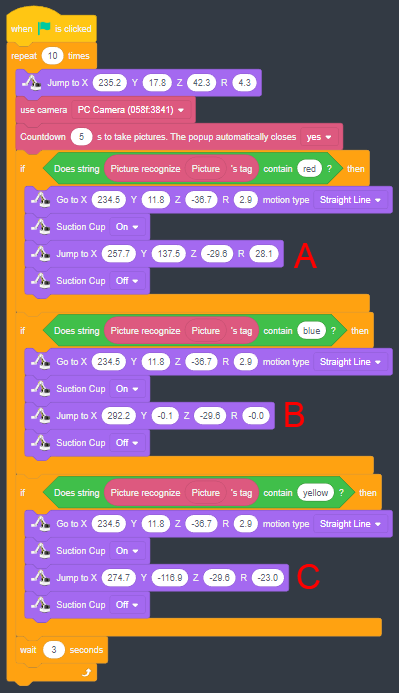 when is clicked
repeat 10 times
Jump to X 235.2 Y 17.8 Z 42.3 R 4.3
use camera PC Camera (058f:3841)
Countdown 5 s to take pictures. The popup automatically closes yes
if Does string Picture recognize Picture 's tag contain red ? then
Go to X 234.5 Y 11.8 Z -36.7 R 2.9 motion type Straight Line
Suction Cup On
Jump to X 257.7 Y 137.5 Z -29.6 R 28.1 A
Suction Cup Off
if Does string Picture recognize Picture 's tag contain blue ? then
Go to X 234.5 Y 11.8 Z -36.7 R 2.9 motion type Straight Line
Suction Cup On
Jump to X 292.2 Y -0.1 Z -29.6 R -0.0 B
Suction Cup Off
if Does string Picture recognize Picture 's tag contain yellow ? then
Go to X 234.5 Y 11.8 Z -36.7 R 2.9 motion type Straight Line
Suction Cup On
Jump to X 274.7 Y -116.9 Z -29.6 R -23.0 C
Suction Cup Off
wait 3 seconds